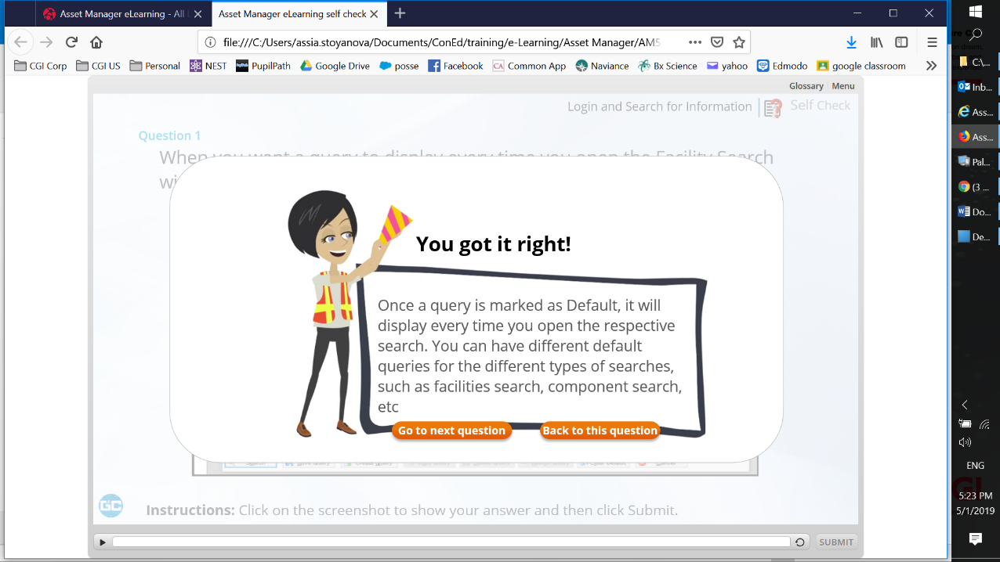 Asset Manager eLearning - All
Asset Manager eLearning self check
file:///C:/Users/assia.stoyanova/Documents/ConEd/training/e-Learning/Asset Manager/AM5
CGI Corp CGI US Personal NEST PupilPath Google Drive posse Facebook Common App Naviance Bx Science yahoo Edmodo google classroom
Glossary Menu
Login and Search for Information Self Check
Question 1
When you want a query to display every time you open the Facility Search
You got it right!
Once a query is marked as Default, it will
display every time you open the respective
search. You can have different default
queries for the different types of searches,
such as facilities search, component search,
etc
Go to next question Back to this question
Instructions: Click on the screenshot to show your answer and then click Submit.
SUBMIT
C:\...
Inb...
Ass...
Ass...
Pal...
(3 ...
Do...
De...
ENG
5:23 PM
5/1/2019